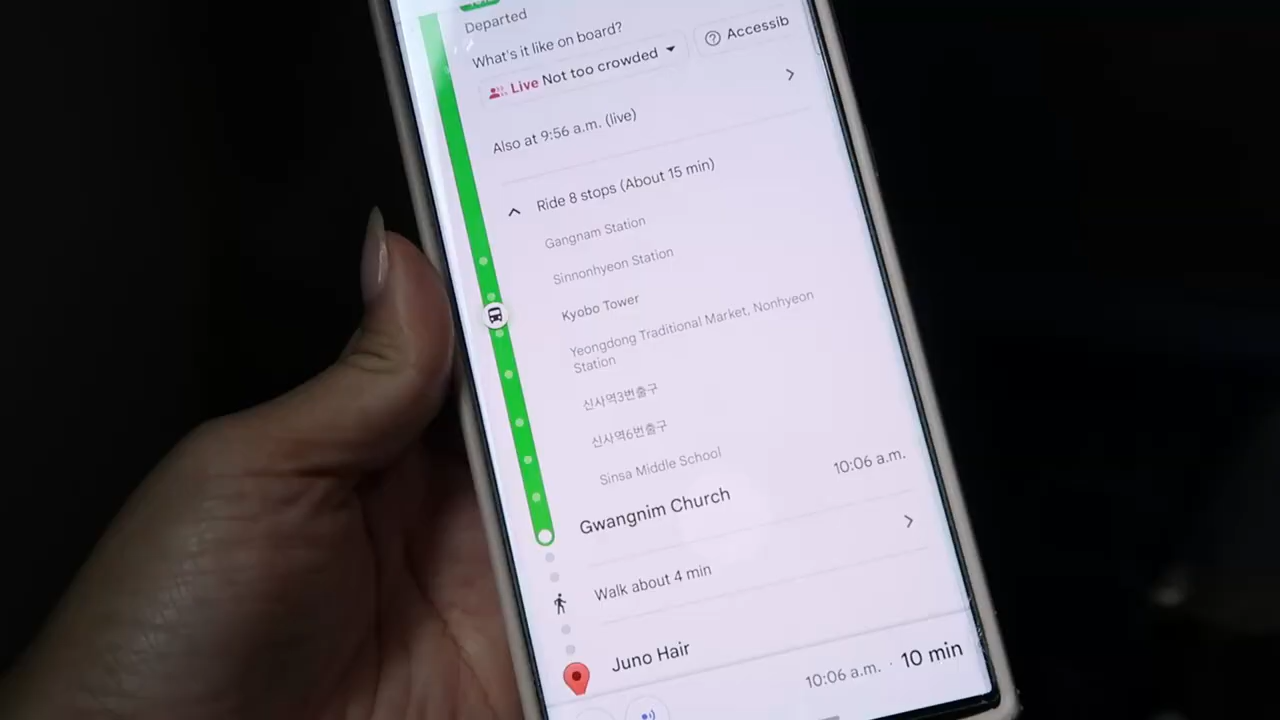 Departed
What's it like on board?
Live Not too crowded
Accessib
Also at 9:56 a.m. (live)
Ride 8 stops (About 15 min)
Gangnam Station
Sinnonhyeon Station
Kyobo Tower
Yeongdong Traditional Market, Nonhyeon
Station
신사역3번출구
신사역6번출구
Sinsa Middle School
Gwangnim Church
10:06 a.m.
Walk about 4 min
Juno Hair
10:06 a.m. · 10 min